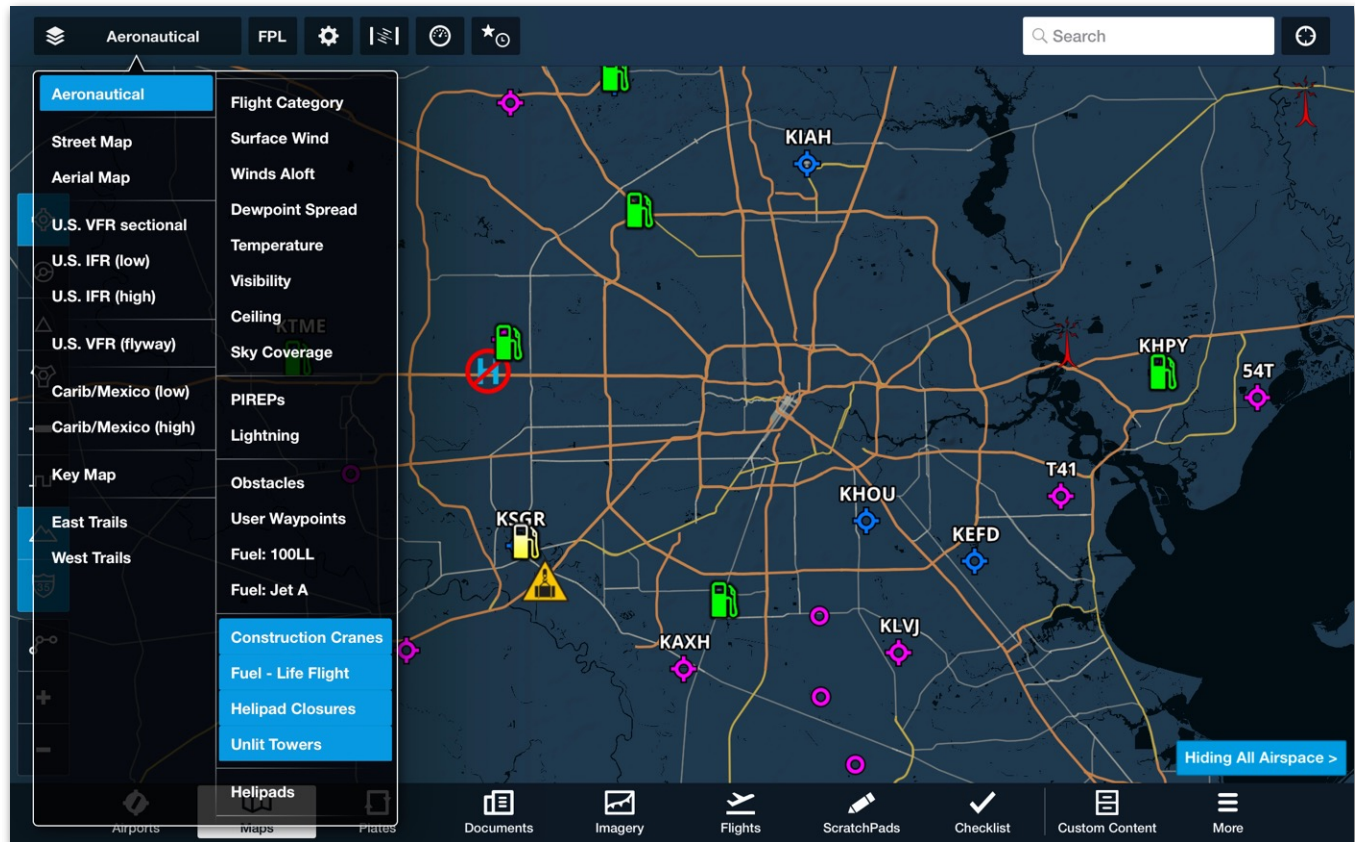 Aeronautical
FPL
Search
Aeronautical
Street Map
Aerial Map
U.S. VFR sectional
U.S. IFR (low)
U.S. IFR (high)
U.S. VFR (flyway)
Carib/Mexico (low)
Carib/Mexico (high)
Key Map
East Trails
West Trails
Flight Category
Surface Wind
Winds Aloft
Dewpoint Spread
Temperature
Visibility
Ceiling
Sky Coverage
PIREPs
Lightning
Obstacles
User Waypoints
Fuel: 100LL
Fuel: Jet A
Construction Cranes
Fuel - Life Flight
Helipad Closures
Unlit Towers
Helipads
KIAH
KTME
H
KHPY
54T
T41
KHOU
KSGR
KEFD
KLVJ
KAXH
35
Hiding All Airspace >
Airports
Maps
Plates
Documents
Imagery
Flights
ScratchPads
Checklist
Custom Content
More